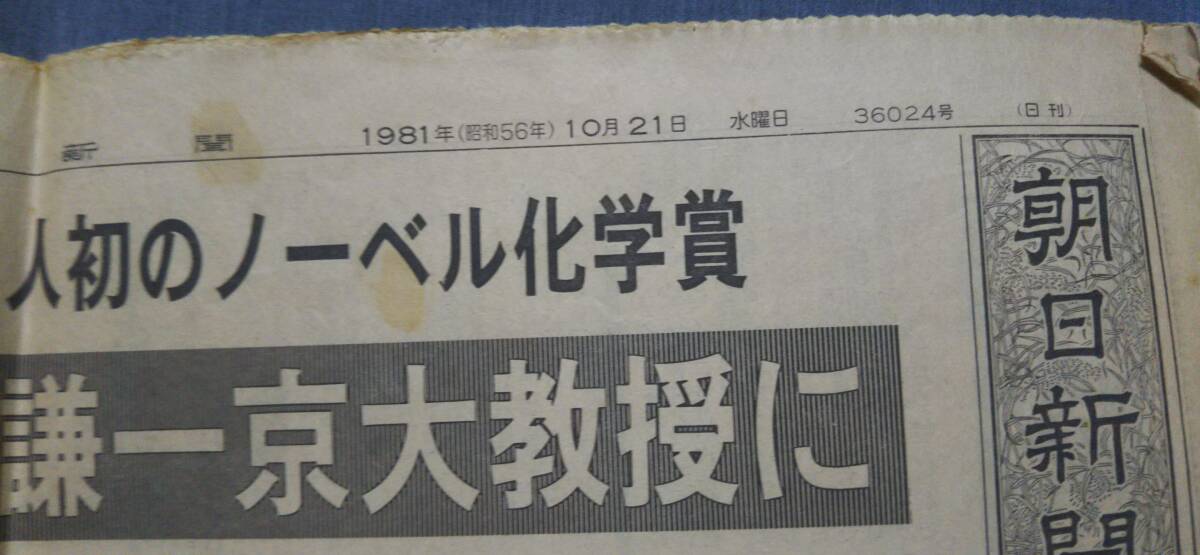 新聞 1981年(昭和56年)10月21日 水曜日 36024号 (日刊)
人初のノーベル化学賞
謙一京大教授に
朝日新聞